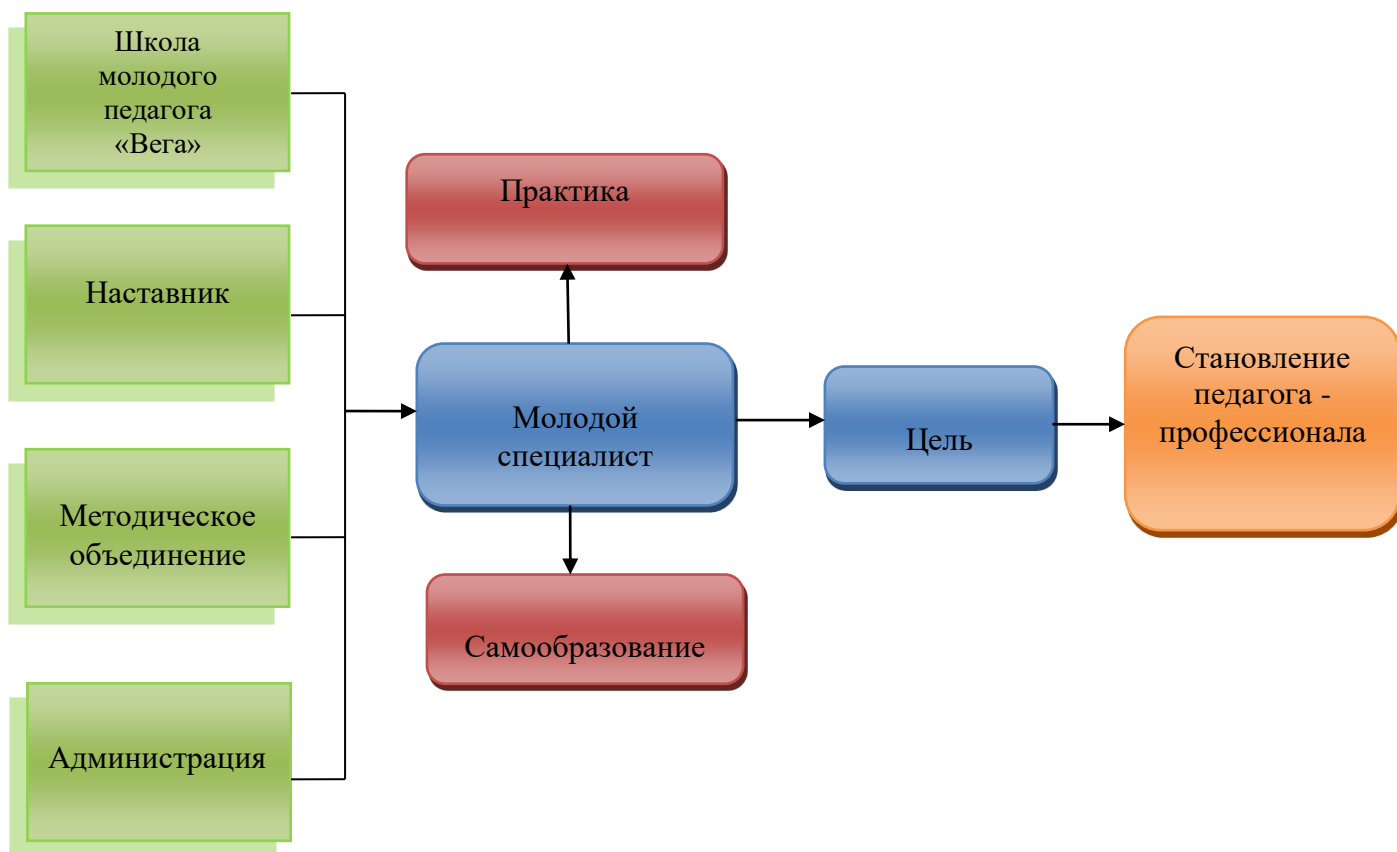 Школа
молодого
педагога
«Вега»
Наставник
Методическое
объединение
Администрация
Практика
Молодой
специалист
Самообразование
Цель
Становление
педагога -
профессионала